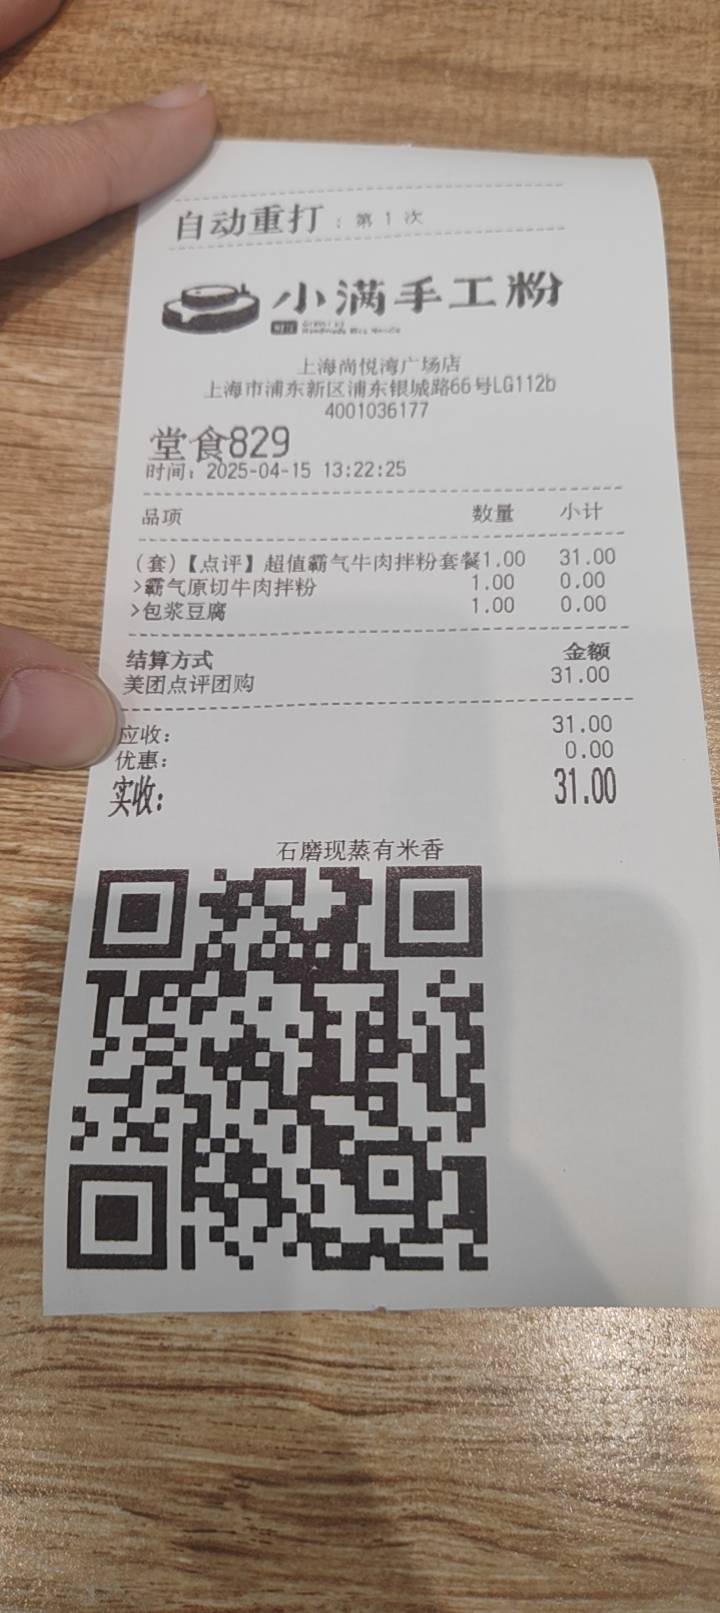 自动重打：第 1 次
小满手工粉
上海尚悦湾广场店
上海市浦东新区浦东银城路66号LG112b
4001036177
堂食829
时间：2025-04-15 13:22:25
品项 数量 小计
（套）【点评】超值霸气牛肉拌粉套餐1.00 31.00
>霸气原切牛肉拌粉 1.00 0.00
>包浆豆腐 1.00 0.00
结算方式 金额
美团点评团购 31.00
应收: 31.00
优惠: 0.00
实收: 31.00
石磨现蒸有米香